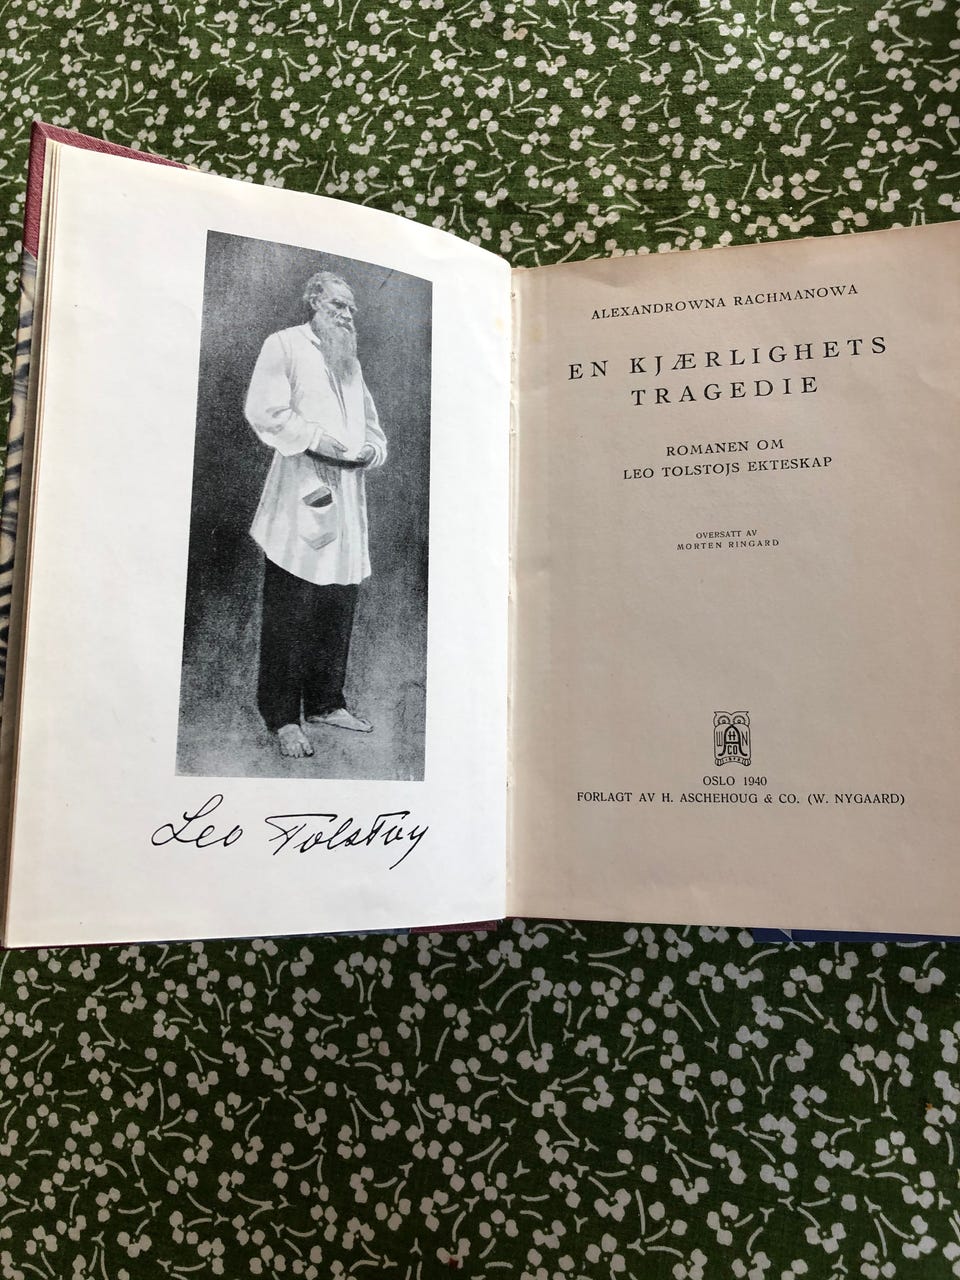 Leo Tolstoy
ALEXANDROWNA RACHMANOWA
EN KJÆRLIGHETS
TRAGEDIE
ROMANEN OM
LEO TOLSTOJS EKTESKAP
OVERSATT AV
MORTEN RINGARD
H
W A N
CO
OSLO 1940
FORLAGT AV H. ASCHEHOUG & CO. (W. NYGAARD)